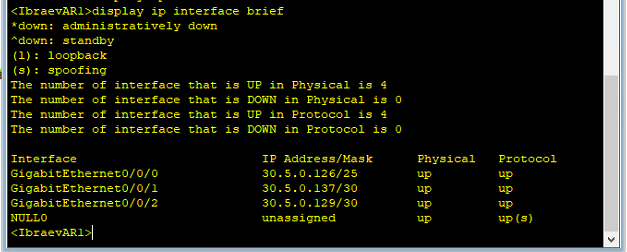 <IbraevAR1>display ip interface brief
*down: administratively down
^down: standby
(l): loopback
(s): spoofing
The number of interface that is UP in Physical is 4
The number of interface that is DOWN in Physical is 0
The number of interface that is UP in Protocol is 4
The number of interface that is DOWN in Protocol is 0
Interface IP Address/Mask Physical Protocol
GigabitEthernet0/0/0 30.5.0.126/25 up up
GigabitEthernet0/0/1 30.5.0.137/30 up up
GigabitEthernet0/0/2 30.5.0.129/30 up up
NULL0 unassigned up up(s)
<IbraevAR1>